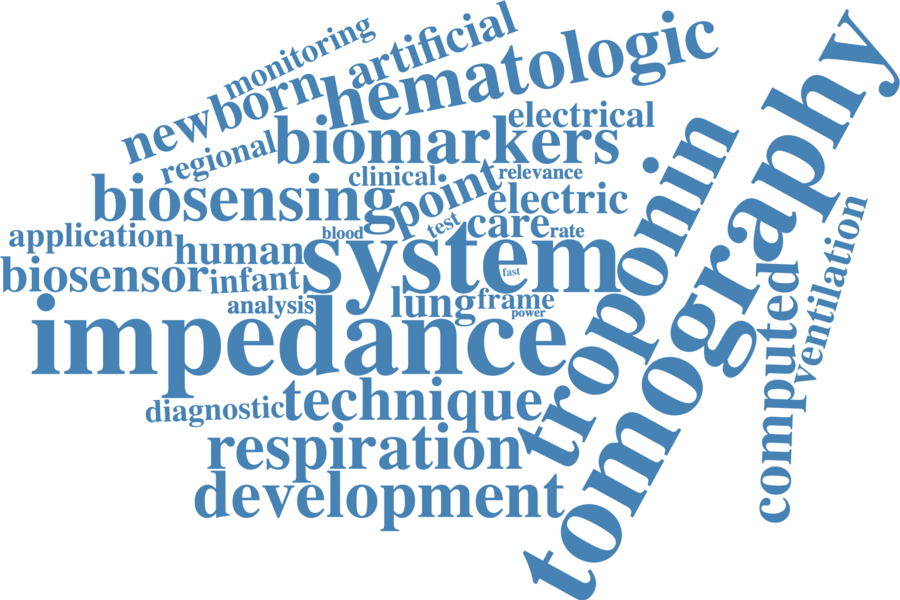 monitoring
artificial
hematologic
newborn
electrical
biomarkers
regional
clinical
relevance
point
biosensing
electric
test
care
rate
blood
application
human
system
fast
biosensor
infant
analysis
lung
frame
power
impedance
troponin
tomography
computed
ventilation
technique
diagnostic
respiration
development